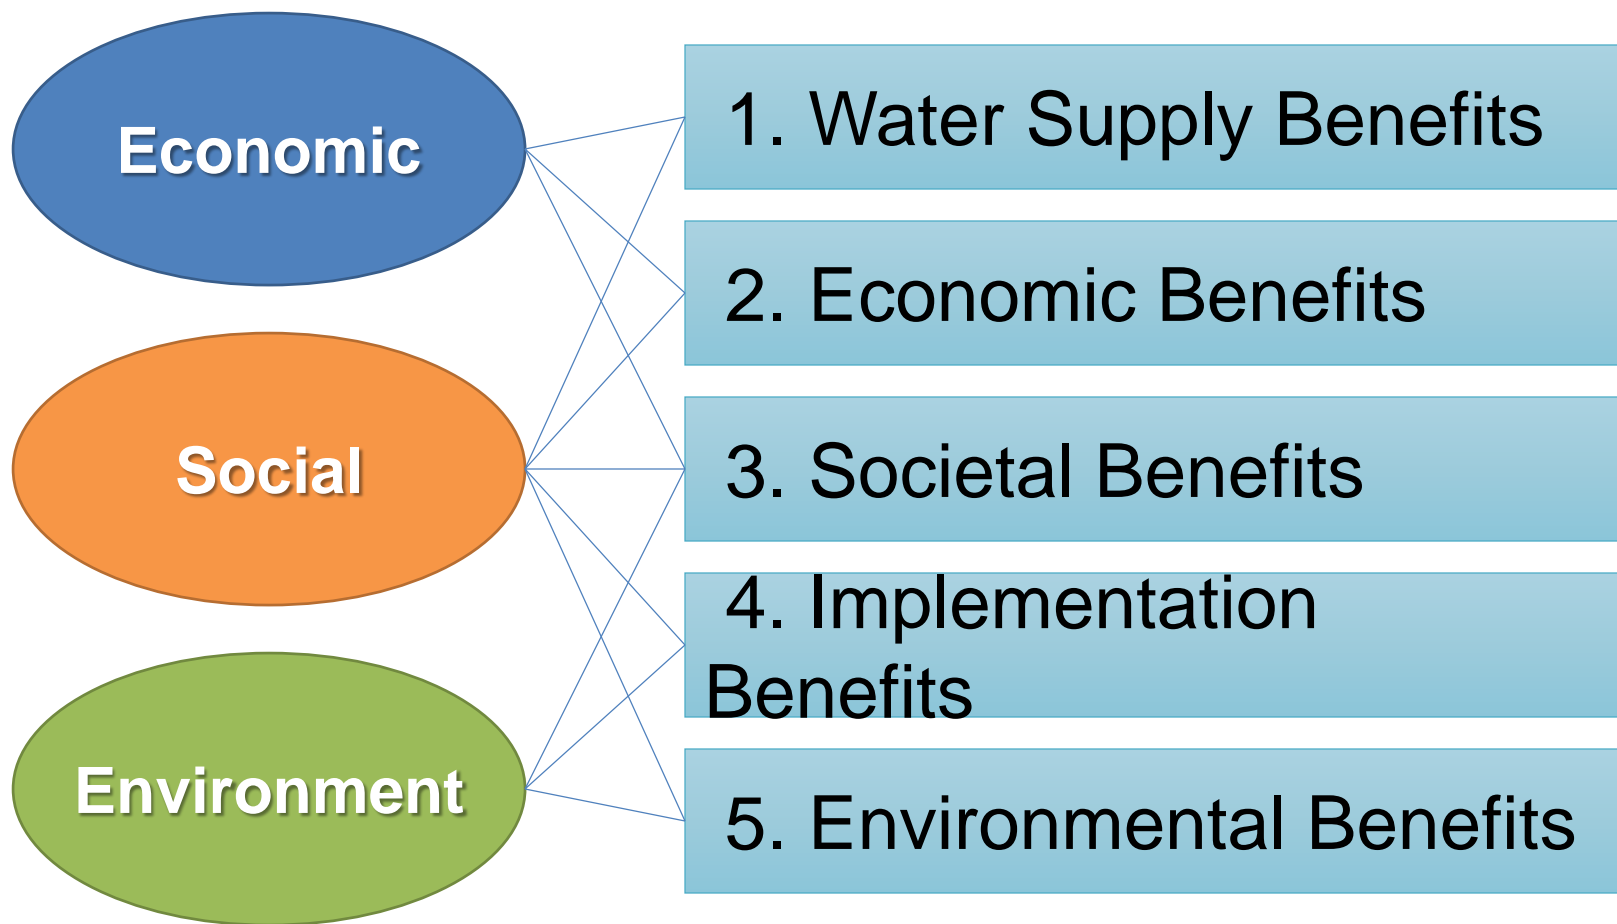 Economic
Social
Environment
1. Water Supply Benefits
2. Economic Benefits
3. Societal Benefits
4. Implementation
Benefits
5. Environmental Benefits